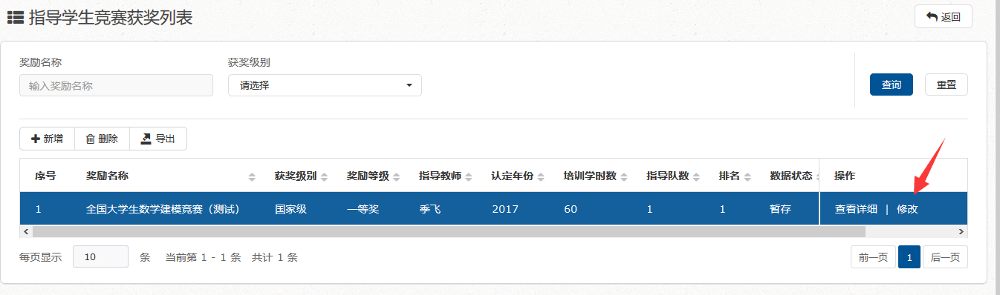 指导学生竞赛获奖列表
返回
奖励名称 获奖级别
输入奖励名称 请选择 查询 重置
新增 删除 导出
序号 奖励名称 获奖级别 奖励等级 指导教师 认定年份 培训学时数 指导队数 排名 数据状态 操作
1 全国大学生数学建模竞赛（测试） 国家级 一等奖 季飞 2017 60 1 1 暂存 查看详细 | 修改
每页显示 10 条 当前第 1 - 1 条 共计 1 条 前一页 1 后一页